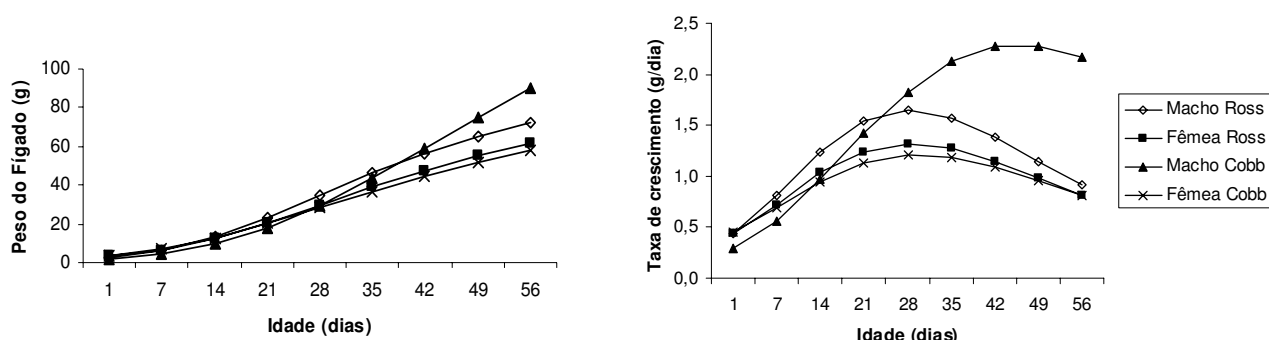 Peso do Fígado (g)
100
80
60
40
20
0
1 7 14 21 28 35 42 49 56
Idade (dias)
Taxa de crescimento (g/dia)
2,5
2,0
1,5
1,0
0,5
0,0
1 7 14 21 28 35 42 49 56
Idade (dias)
Macho Ross
Fêmea Ross
Macho Cobb
Fêmea Cobb